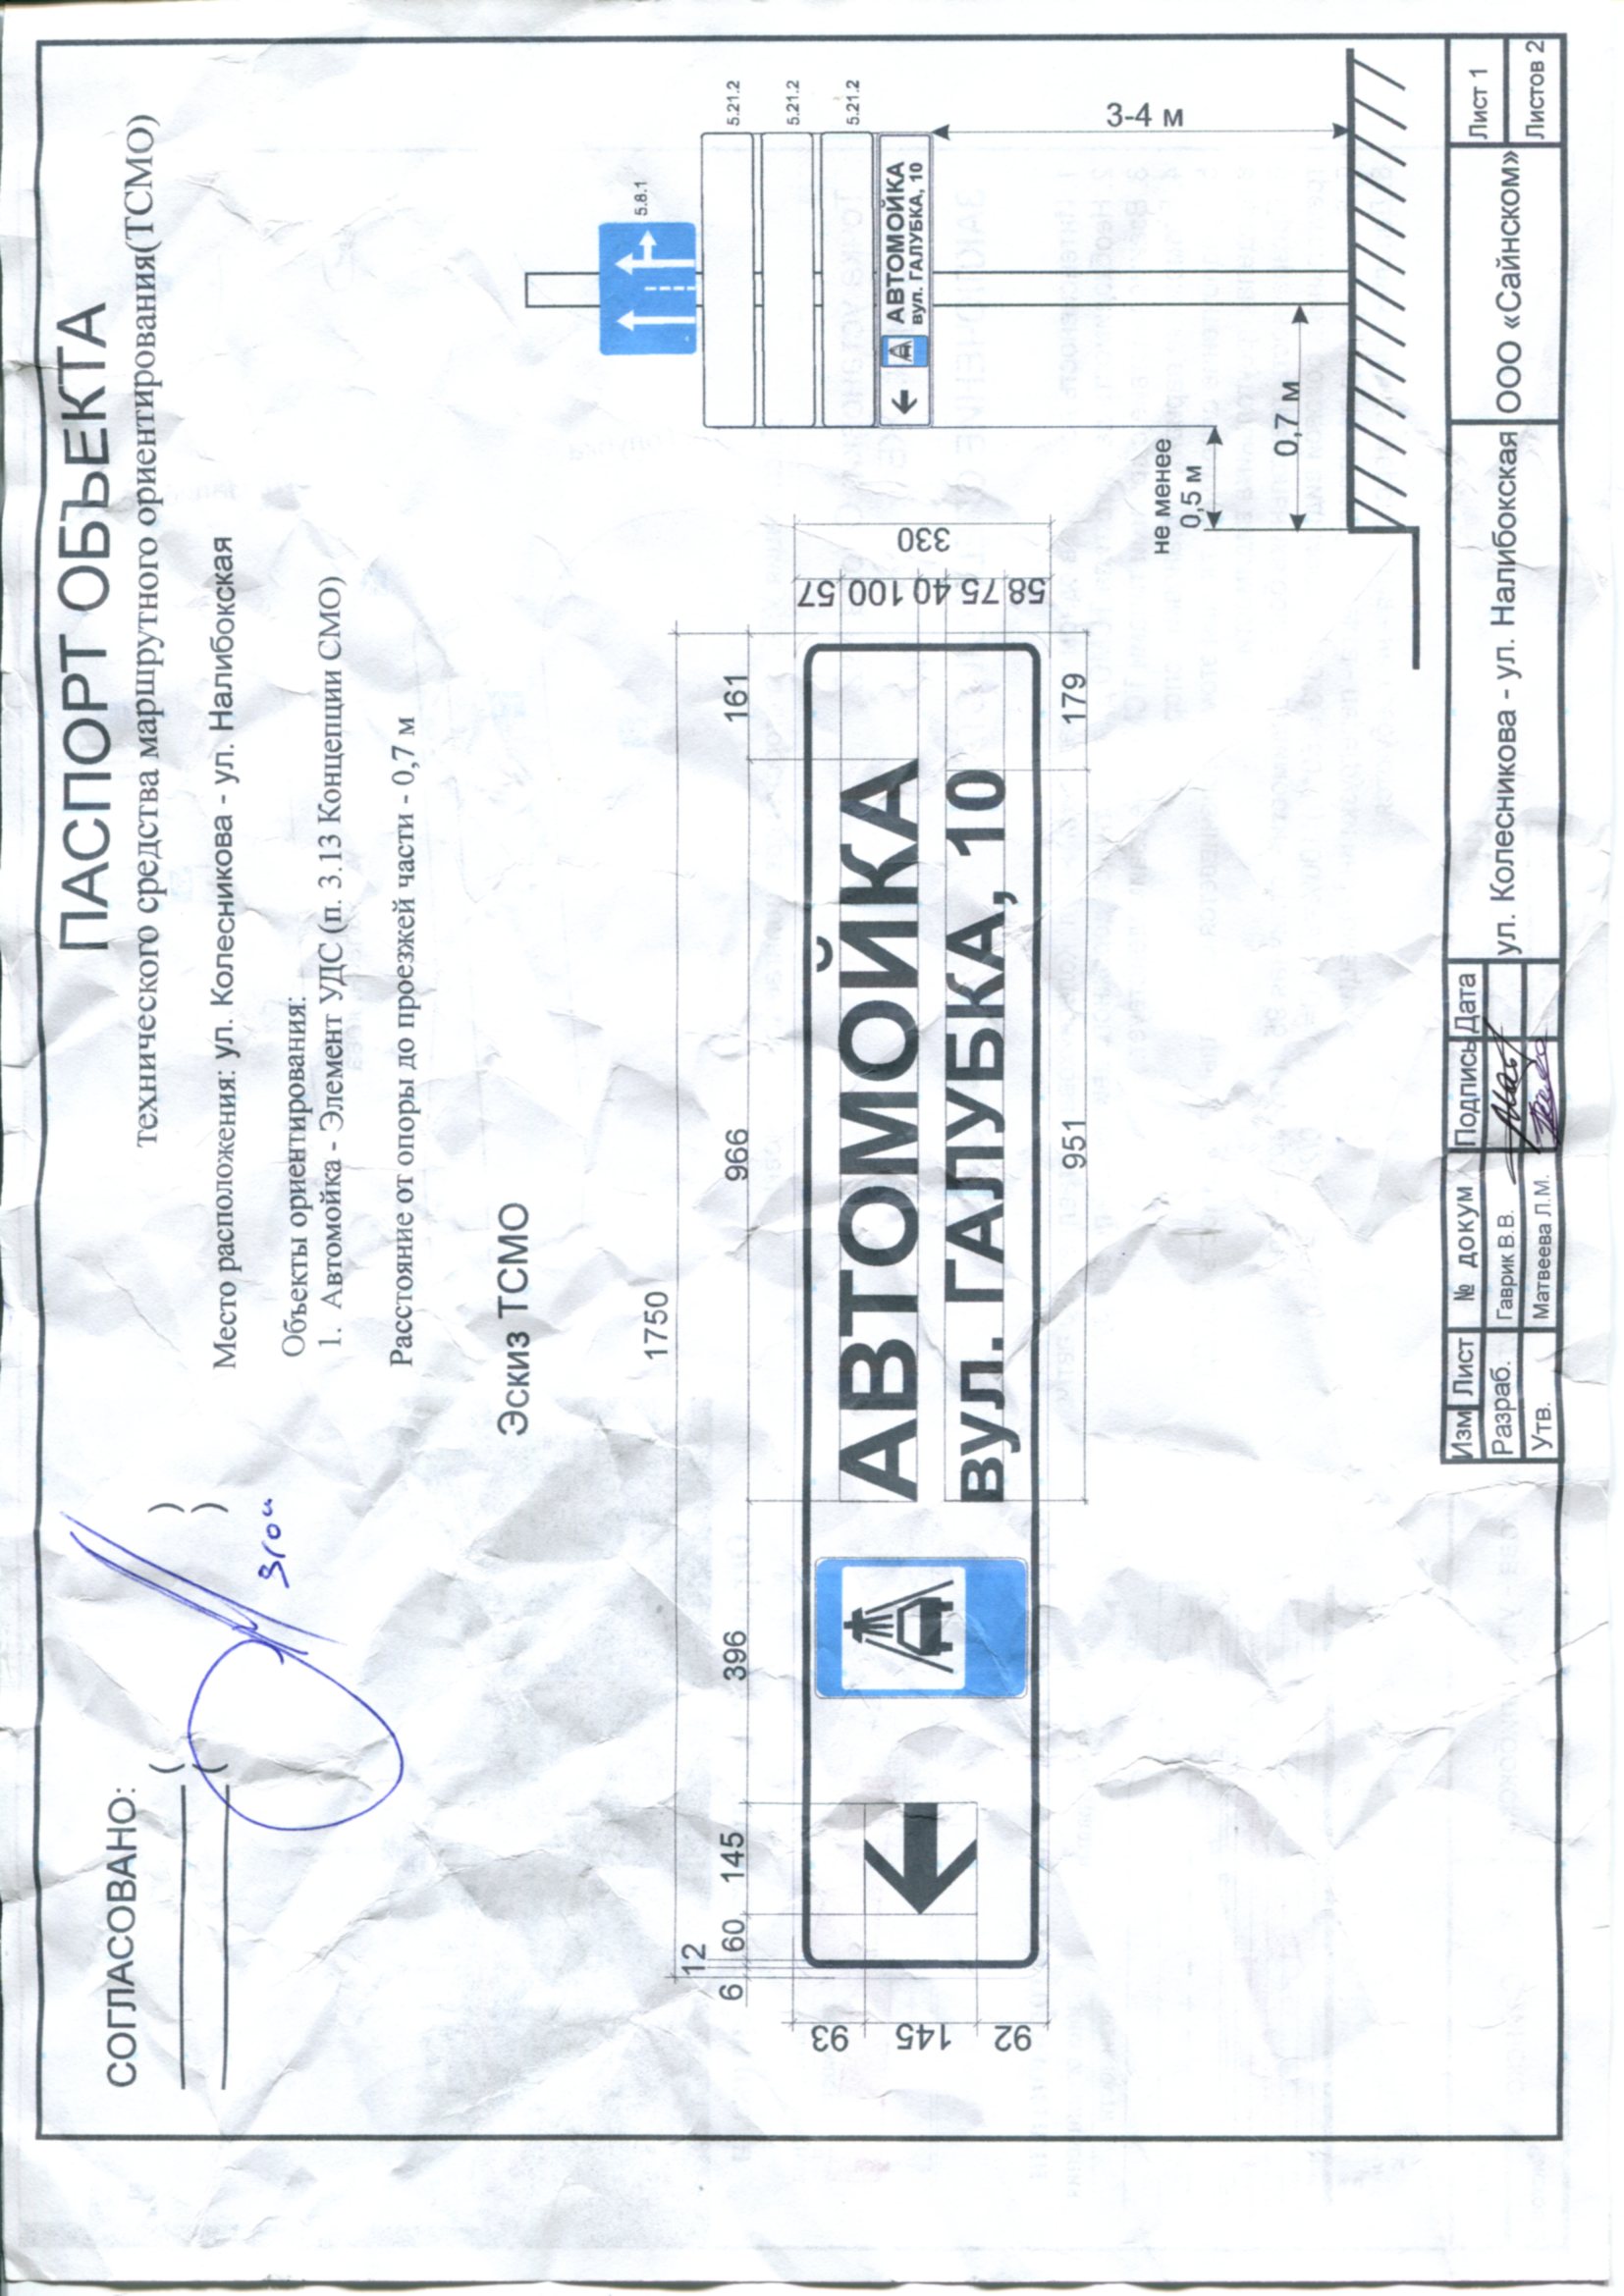 ПАСПОРТ ОБЪЕКТА
технического средства маршрутного ориентирования(ТСМО)
СОГЛАСОВАНО:
( )
( )
Место расположения: ул. Колесникова - ул. Налибокская
Объекты ориентирования:
1. Автомойка - Элемент УДС (п. 3.13 Концепции СМО)
Расстояние от опоры до проезжей части - 0,7 м
Эскиз ТСМО
1750
12
6 60 145 396 966 161
93 145 92
АВТОМОЙКА
вул. ГАЛУБКА, 10
57 100 40 75 58
330
951 179
5.8.1
5.21.2
5.21.2
5.21.2
АВТОМОЙКА
вул. ГАЛУБКА, 10
3-4 м
не менее
0,5 м
0,7 м
Изм Лист № докум Подпись Дата
Разраб. Гаврик В.В.
Утв. Матвеева Л.М.
ул. Колесникова - ул. Налибокская
ООО «Сайнском»
Лист 1
Листов 2